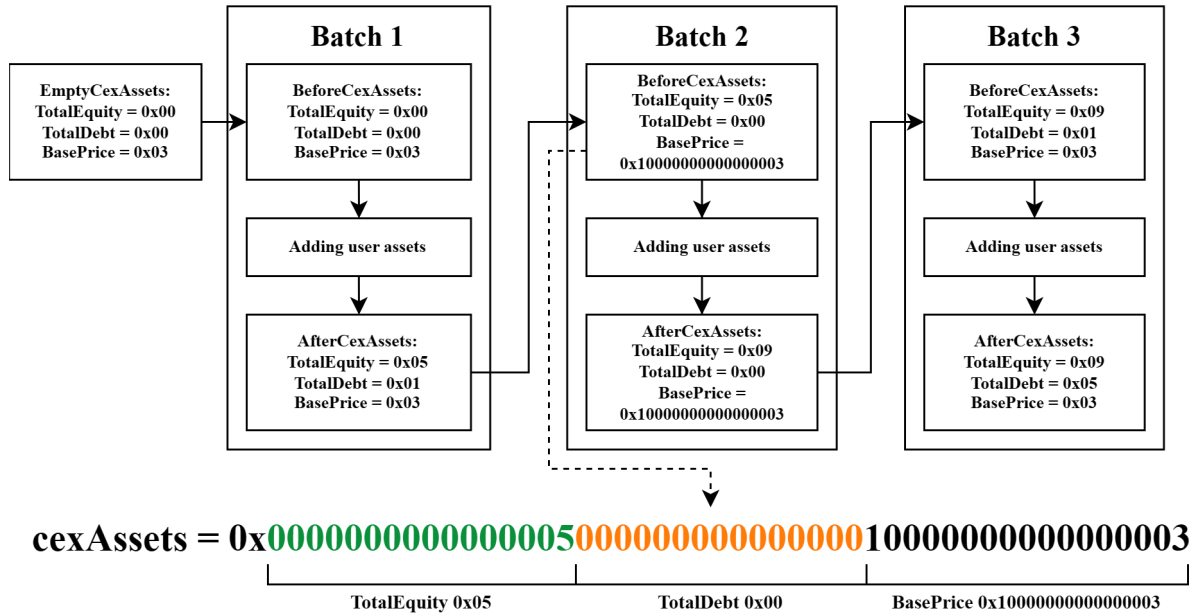 Batch 1
Batch 2
Batch 3
EmptyCexAssets:
TotalEquity = 0x00
TotalDebt = 0x00
BasePrice = 0x03
BeforeCexAssets:
TotalEquity = 0x00
TotalDebt = 0x00
BasePrice = 0x03
Adding user assets
AfterCexAssets:
TotalEquity = 0x05
TotalDebt = 0x01
BasePrice = 0x03
BeforeCexAssets:
TotalEquity = 0x05
TotalDebt = 0x00
BasePrice =
0x10000000000000003
Adding user assets
AfterCexAssets:
TotalEquity = 0x09
TotalDebt = 0x00
BasePrice =
0x10000000000000003
BeforeCexAssets:
TotalEquity = 0x09
TotalDebt = 0x01
BasePrice = 0x03
Adding user assets
AfterCexAssets:
TotalEquity = 0x09
TotalDebt = 0x05
BasePrice = 0x03
cexAssets = 0x000000000000000500000000000000010000000000000003
TotalEquity 0x05
TotalDebt 0x00
BasePrice 0x10000000000000003